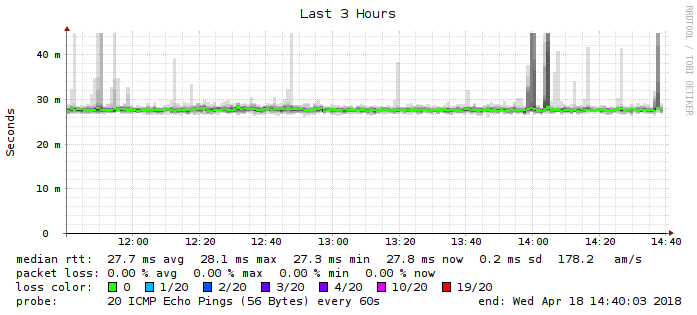 Last 3 Hours
RRDTOOL / TOBI OETIKER
Seconds
40 m
30 m
20 m
10 m
0
12:00 12:20 12:40 13:00 13:20 13:40 14:00 14:20 14:40
median rtt: 27.7 ms avg 28.1 ms max 27.3 ms min 27.8 ms now 0.2 ms sd 178.2 am/s
packet loss: 0.00 % avg 0.00 % max 0.00 % min 0.00 % now
loss color: 0 1/20 2/20 3/20 4/20 10/20 19/20
probe: 20 ICMP Echo Pings (56 Bytes) every 60s end: Wed Apr 18 14:40:03 2018